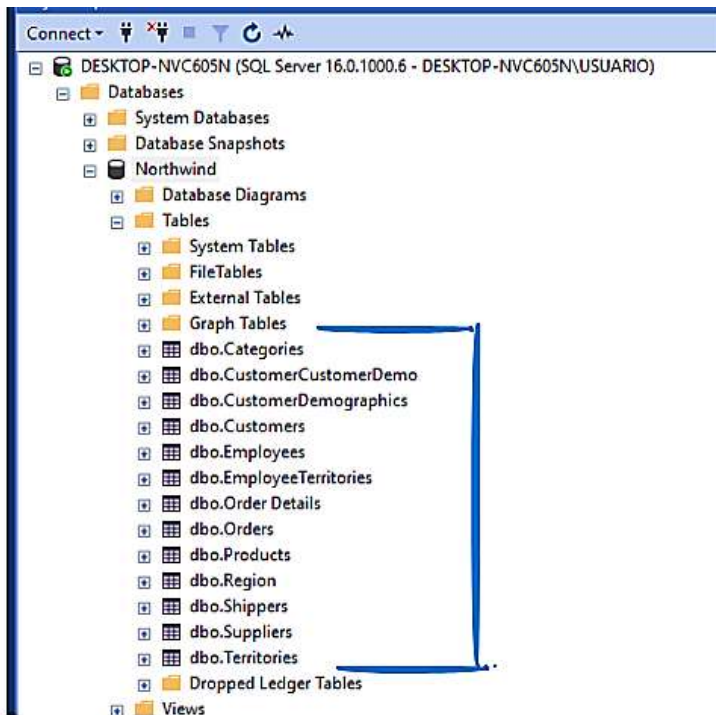 Connect
DESKTOP-NVC605N (SQL Server 16.0.1000.6 - DESKTOP-NVC605N\USUARIO)
Databases
System Databases
Database Snapshots
Northwind
Database Diagrams
Tables
System Tables
FileTables
External Tables
Graph Tables
dbo.Categories
dbo.CustomerCustomerDemo
dbo.CustomerDemographics
dbo.Customers
dbo.Employees
dbo.EmployeeTerritories
dbo.Order Details
dbo.Orders
dbo.Products
dbo.Region
dbo.Shippers
dbo.Suppliers
dbo.Territories
Dropped Ledger Tables
Views